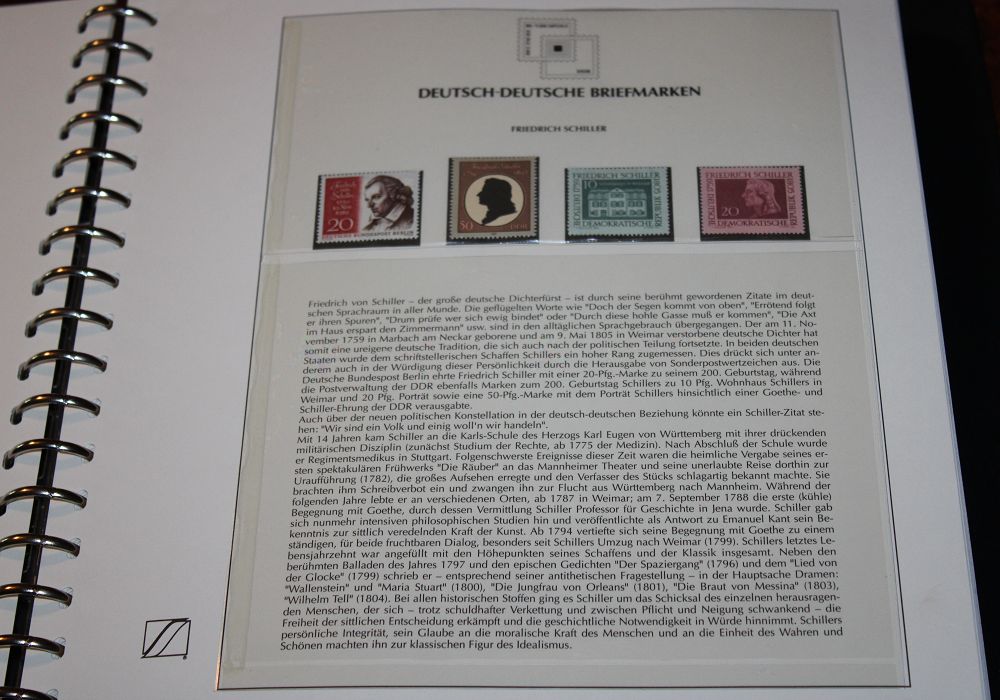 DEUTSCH-DEUTSCHE BRIEFMARKEN
FRIEDRICH SCHILLER
Friedrich von Schiller
1759
10. Nov.
1959
20
DEUTSCHE BUNDESPOST BERLIN
Friedrich Schiller
50 DDR
FRIEDRICH SCHILLER
1959
10
DEUTSCHE
DEMOKRATISCHE
REPUBLIK
FRIEDRICH SCHILLER
1959
20
DEUTSCHE
DEMOKRATISCHE
REPUBLIK
Friedrich von Schiller – der große deutsche Dichterfürst – ist durch seine berühmt gewordenen Zitate im deut-
schen Sprachraum in aller Munde. Die geflügelten Worte wie "Doch der Segen kommt von oben", "Errötend folgt
er ihren Spuren", "Drum prüfe wer sich ewig bindet" oder "Durch diese hohle Gasse muß er kommen", "Die Axt
im Haus erspart den Zimmermann" usw. sind in den alltäglichen Sprachgebrauch übergegangen. Der am 11. No-
vember 1759 in Marbach am Neckar geborene und am 9. Mai 1805 in Weimar verstorbene deutsche Dichter hat
somit eine ureigene deutsche Tradition, die sich auch nach der politischen Teilung fortsetzte. In beiden deutschen
Staaten wurde dem schriftstellerischen Schaffen Schillers ein hoher Rang zugemessen. Dies drückt sich unter an-
derem auch in der Würdigung dieser Persönlichkeit durch die Herausgabe von Sonderpostwertzeichen aus. Die
Deutsche Bundespost Berlin ehrte Friedrich Schiller mit einer 20-Pfg.-Marke zu seinem 200. Geburtstag, während
die Postverwaltung der DDR ebenfalls Marken zum 200. Geburtstag Schillers zu 10 Pfg. Wohnhaus Schillers in
Weimar und 20 Pfg. Porträt sowie eine 50-Pfg.-Marke mit dem Porträt Schillers hinsichtlich einer Goethe- und
Schiller-Ehrung der DDR verausgabte.
Auch über der neuen politischen Konstellation in der deutsch-deutschen Beziehung könnte ein Schiller-Zitat ste-
hen: "Wir sind ein Volk und einig woll'n wir handeln".
Mit 14 Jahren kam Schiller an die Karls-Schule des Herzogs Karl Eugen von Württemberg mit ihrer drückenden
militärischen Disziplin (zunächst Studium der Rechte, ab 1775 der Medizin). Nach Abschluß der Schule wurde
er Regimentsmedikus in Stuttgart. Folgenschwerste Ereignisse dieser Zeit waren die heimliche Vergabe seines er-
sten spektakulären Frühwerks "Die Räuber" an das Mannheimer Theater und seine unerlaubte Reise dorthin zur
Uraufführung (1782), die großes Aufsehen erregte und den Verfasser des Stücks schlagartig bekannt machte. Sie
brachten ihm Schreibverbot ein und zwangen ihn zur Flucht aus Württemberg nach Mannheim. Während der
folgenden Jahre lebte er an verschiedenen Orten, ab 1787 in Weimar; am 7. September 1788 die erste (kühle)
Begegnung mit Goethe, durch dessen Vermittlung Schiller Professor für Geschichte in Jena wurde. Schiller gab
sich nunmehr intensiven philosophischen Studien hin und veröffentlichte als Antwort zu Emanuel Kant sein Be-
kenntnis zur sittlich veredelnden Kraft der Kunst. Ab 1794 vertiefte sich seine Begegnung mit Goethe zu einem
ständigen, für beide fruchtbaren Dialog, besonders seit Schillers Umzug nach Weimar (1799). Schillers letztes Le-
bensjahrzehnt war angefüllt mit den Höhepunkten seines Schaffens und der Klassik insgesamt. Neben den
berühmten Balladen des Jahres 1797 und den epischen Gedichten "Der Spaziergang" (1796) und dem "Lied von
der Glocke" (1799) schrieb er – entsprechend seiner antithetischen Fragestellung – in der Hauptsache Dramen:
"Wallenstein" und "Maria Stuart" (1800), "Die Jungfrau von Orleans" (1801), "Die Braut von Messina" (1803),
"Wilhelm Tell" (1804). Bei allen historischen Stoffen ging es Schiller um das Schicksal des einzelnen herausragen-
den Menschen, der sich – trotz schuldhafter Verkettung und zwischen Pflicht und Neigung schwankend – die
Freiheit der sittlichen Entscheidung erkämpft und die geschichtliche Notwendigkeit in Würde hinnimmt. Schillers
persönliche Integrität, sein Glaube an die moralische Kraft des Menschen und an die Einheit des Wahren und
Schönen machten ihn zur klassischen Figur des Idealismus.